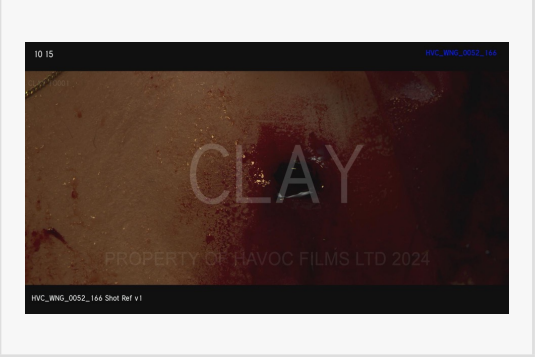 10 15
HVC_WNG_0052_166
CLAY
PROPERTY OF HAVOC FILMS LTD 2024
HVC_WNG_0052_166 Shot Ref v1